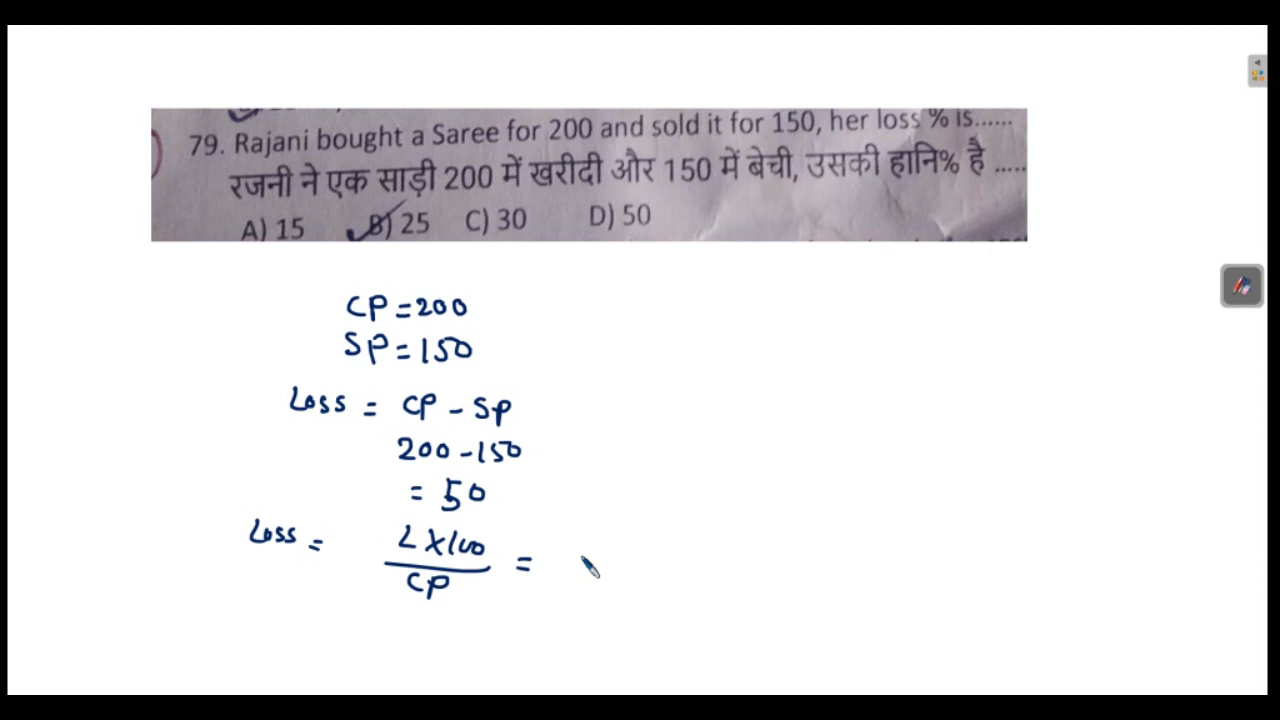 79. Rajani bought a Saree for 200 and sold it for 150, her loss % is......
रजनी ने एक साड़ी 200 में खरीदी और 150 में बेची, उसकी हानि% है .....
A) 15 B) 25 C) 30 D) 50
CP = 200
SP = 150
Loss = CP - SP
200 - 150
= 50
Loss = L X 100 =
CP